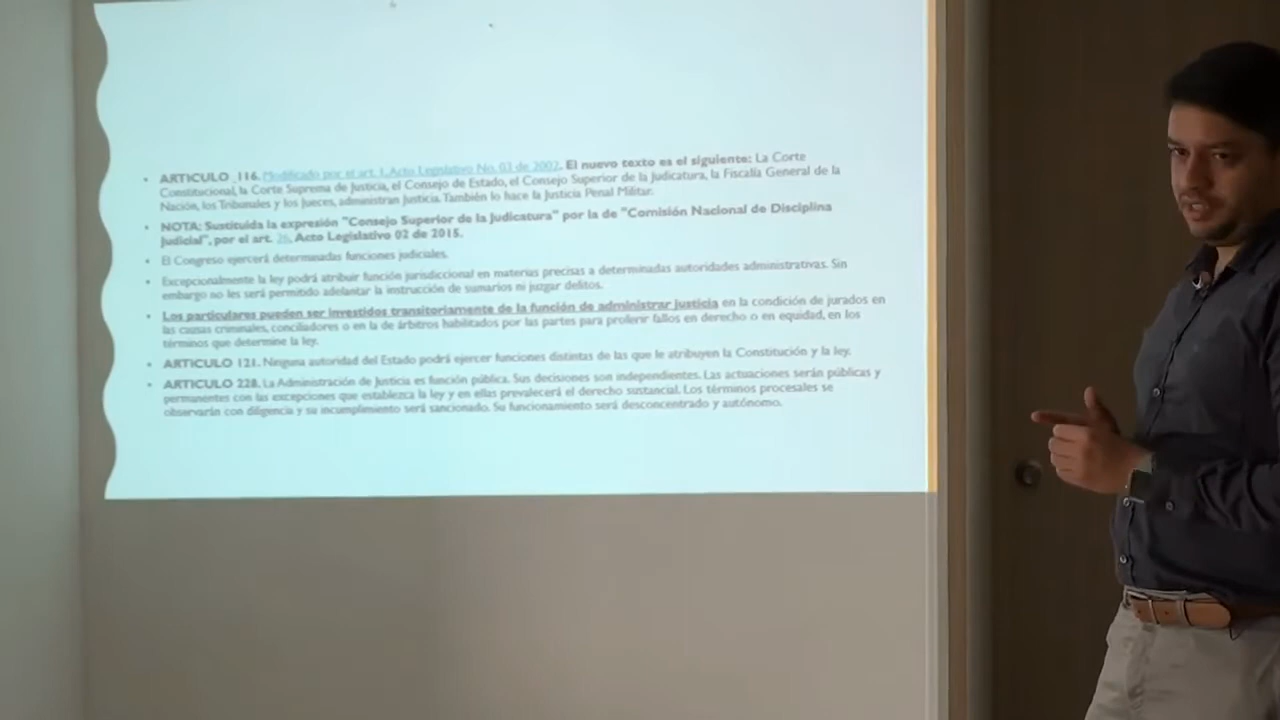 • ARTICULO 116. Modificado por el art. 1, Acto Legislativo No. 03 de 2002. El nuevo texto es el siguiente: La Corte
Constitucional, la Corte Suprema de Justicia, el Consejo de Estado, el Consejo Superior de la Judicatura, la Fiscalía General de la
Nación, los Tribunales y los Jueces, administran Justicia. También lo hace la Justicia Penal Militar.
• NOTA: Sustituida la expresión "Consejo Superior de la Judicatura" por la de "Comisión Nacional de Disciplina
Judicial", por el art. 26, Acto Legislativo 02 de 2015.
• El Congreso ejercerá determinadas funciones judiciales.
• Excepcionalmente la ley podrá atribuir función jurisdiccional en materias precisas a determinadas autoridades administrativas. Sin
embargo no les será permitido adelantar la instrucción de sumarios ni juzgar delitos.
• Los particulares pueden ser investidos transitoriamente de la función de administrar justicia en la condición de jurados en
las causas criminales, conciliadores o en la de árbitros habilitados por las partes para proferir fallos en derecho o en equidad, en los
términos que determine la ley.
• ARTICULO 121. Ninguna autoridad del Estado podrá ejercer funciones distintas de las que le atribuyen la Constitución y la ley.
• ARTICULO 228. La Administración de Justicia es función pública. Sus decisiones son independientes. Las actuaciones serán públicas y
permanentes con las excepciones que establezca la ley y en ellas prevalecerá el derecho sustancial. Los términos procesales se
observarán con diligencia y su incumplimiento será sancionado. Su funcionamiento será desconcentrado y autónomo.